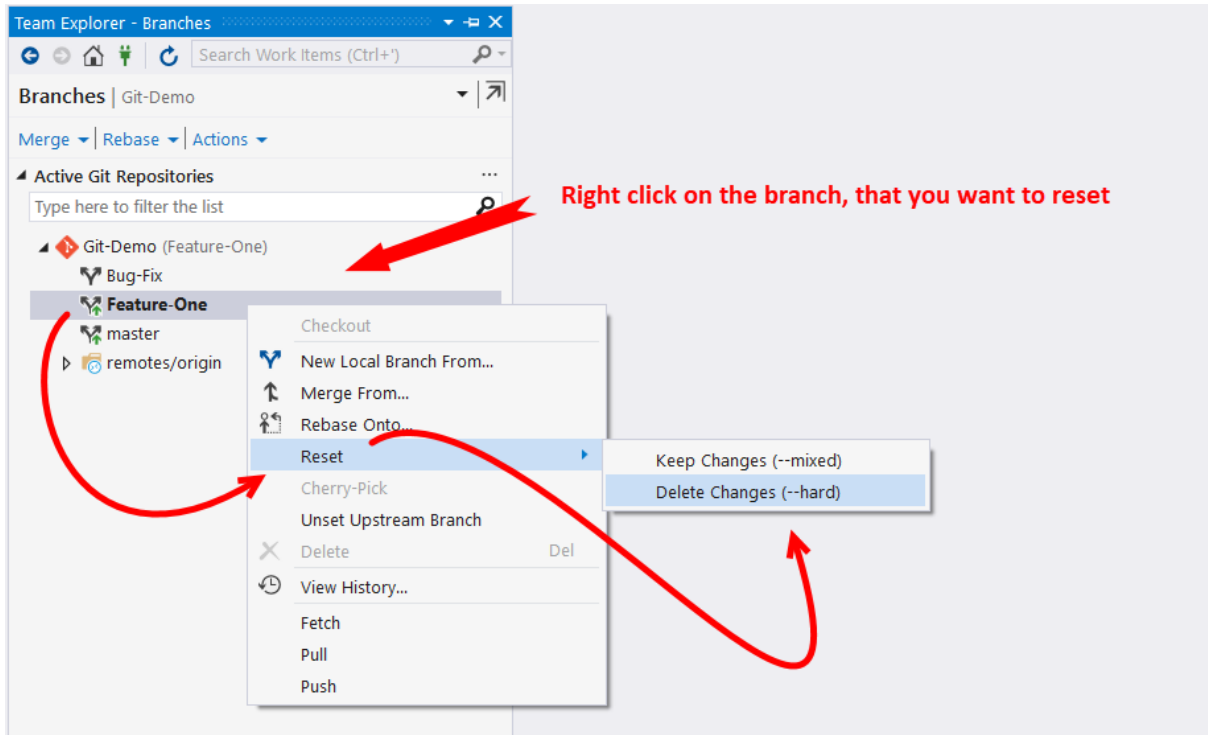 Team Explorer - Branches
Search Work Items (Ctrl+')
Branches | Git-Demo
Merge | Rebase | Actions
Active Git Repositories ...
Right click on the branch, that you want to reset
Type here to filter the list
Git-Demo (Feature-One)
Bug-Fix
Feature-One
master
remotes/origin
Checkout
New Local Branch From...
Merge From...
Rebase Onto...
Reset
Cherry-Pick
Unset Upstream Branch
Delete Del
View History...
Fetch
Pull
Push
Keep Changes (--mixed)
Delete Changes (--hard)